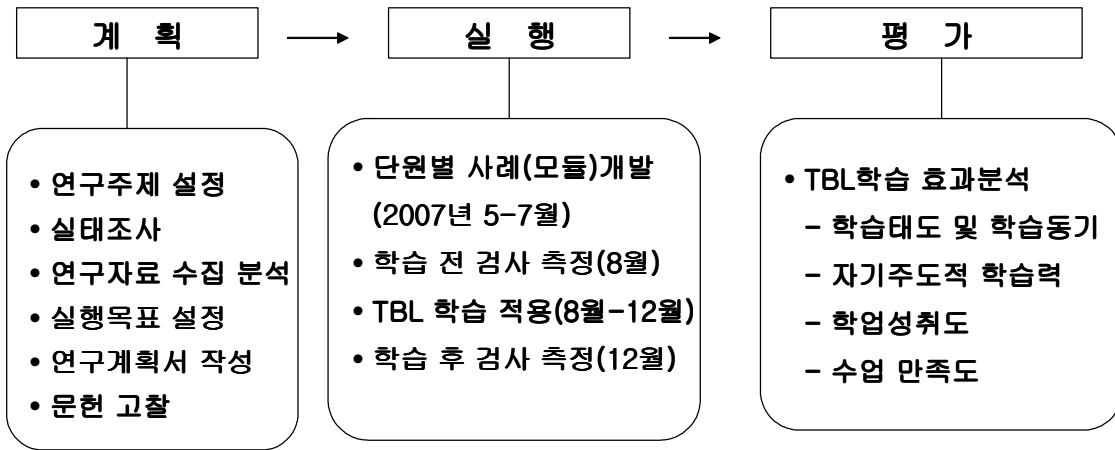 계 획
실 행
평 가
• 연구주제 설정
• 실태조사
• 연구자료 수집 분석
• 실행목표 설정
• 연구계획서 작성
• 문헌 고찰
• 단원별 사례(모듈)개발
(2007년 5-7월)
• 학습 전 검사 측정(8월)
• TBL 학습 적용(8월-12월)
• 학습 후 검사 측정(12월)
• TBL학습 효과분석
- 학습태도 및 학습동기
- 자기주도적 학습력
- 학업성취도
- 수업 만족도